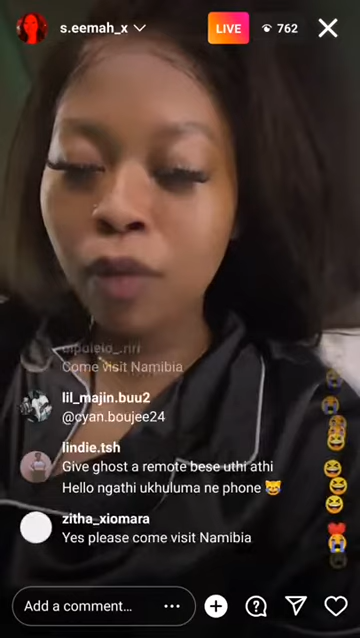 s.eemah_x
LIVE
762
Come visit Namibia
lil_majin.buu2
@cyan.boujee24
lindie.tsh
Give ghost a remote bese uthi athi
Hello ngathi ukhuluma ne phone 😹
zitha_xiomara
Yes please come visit Namibia
Add a comment...